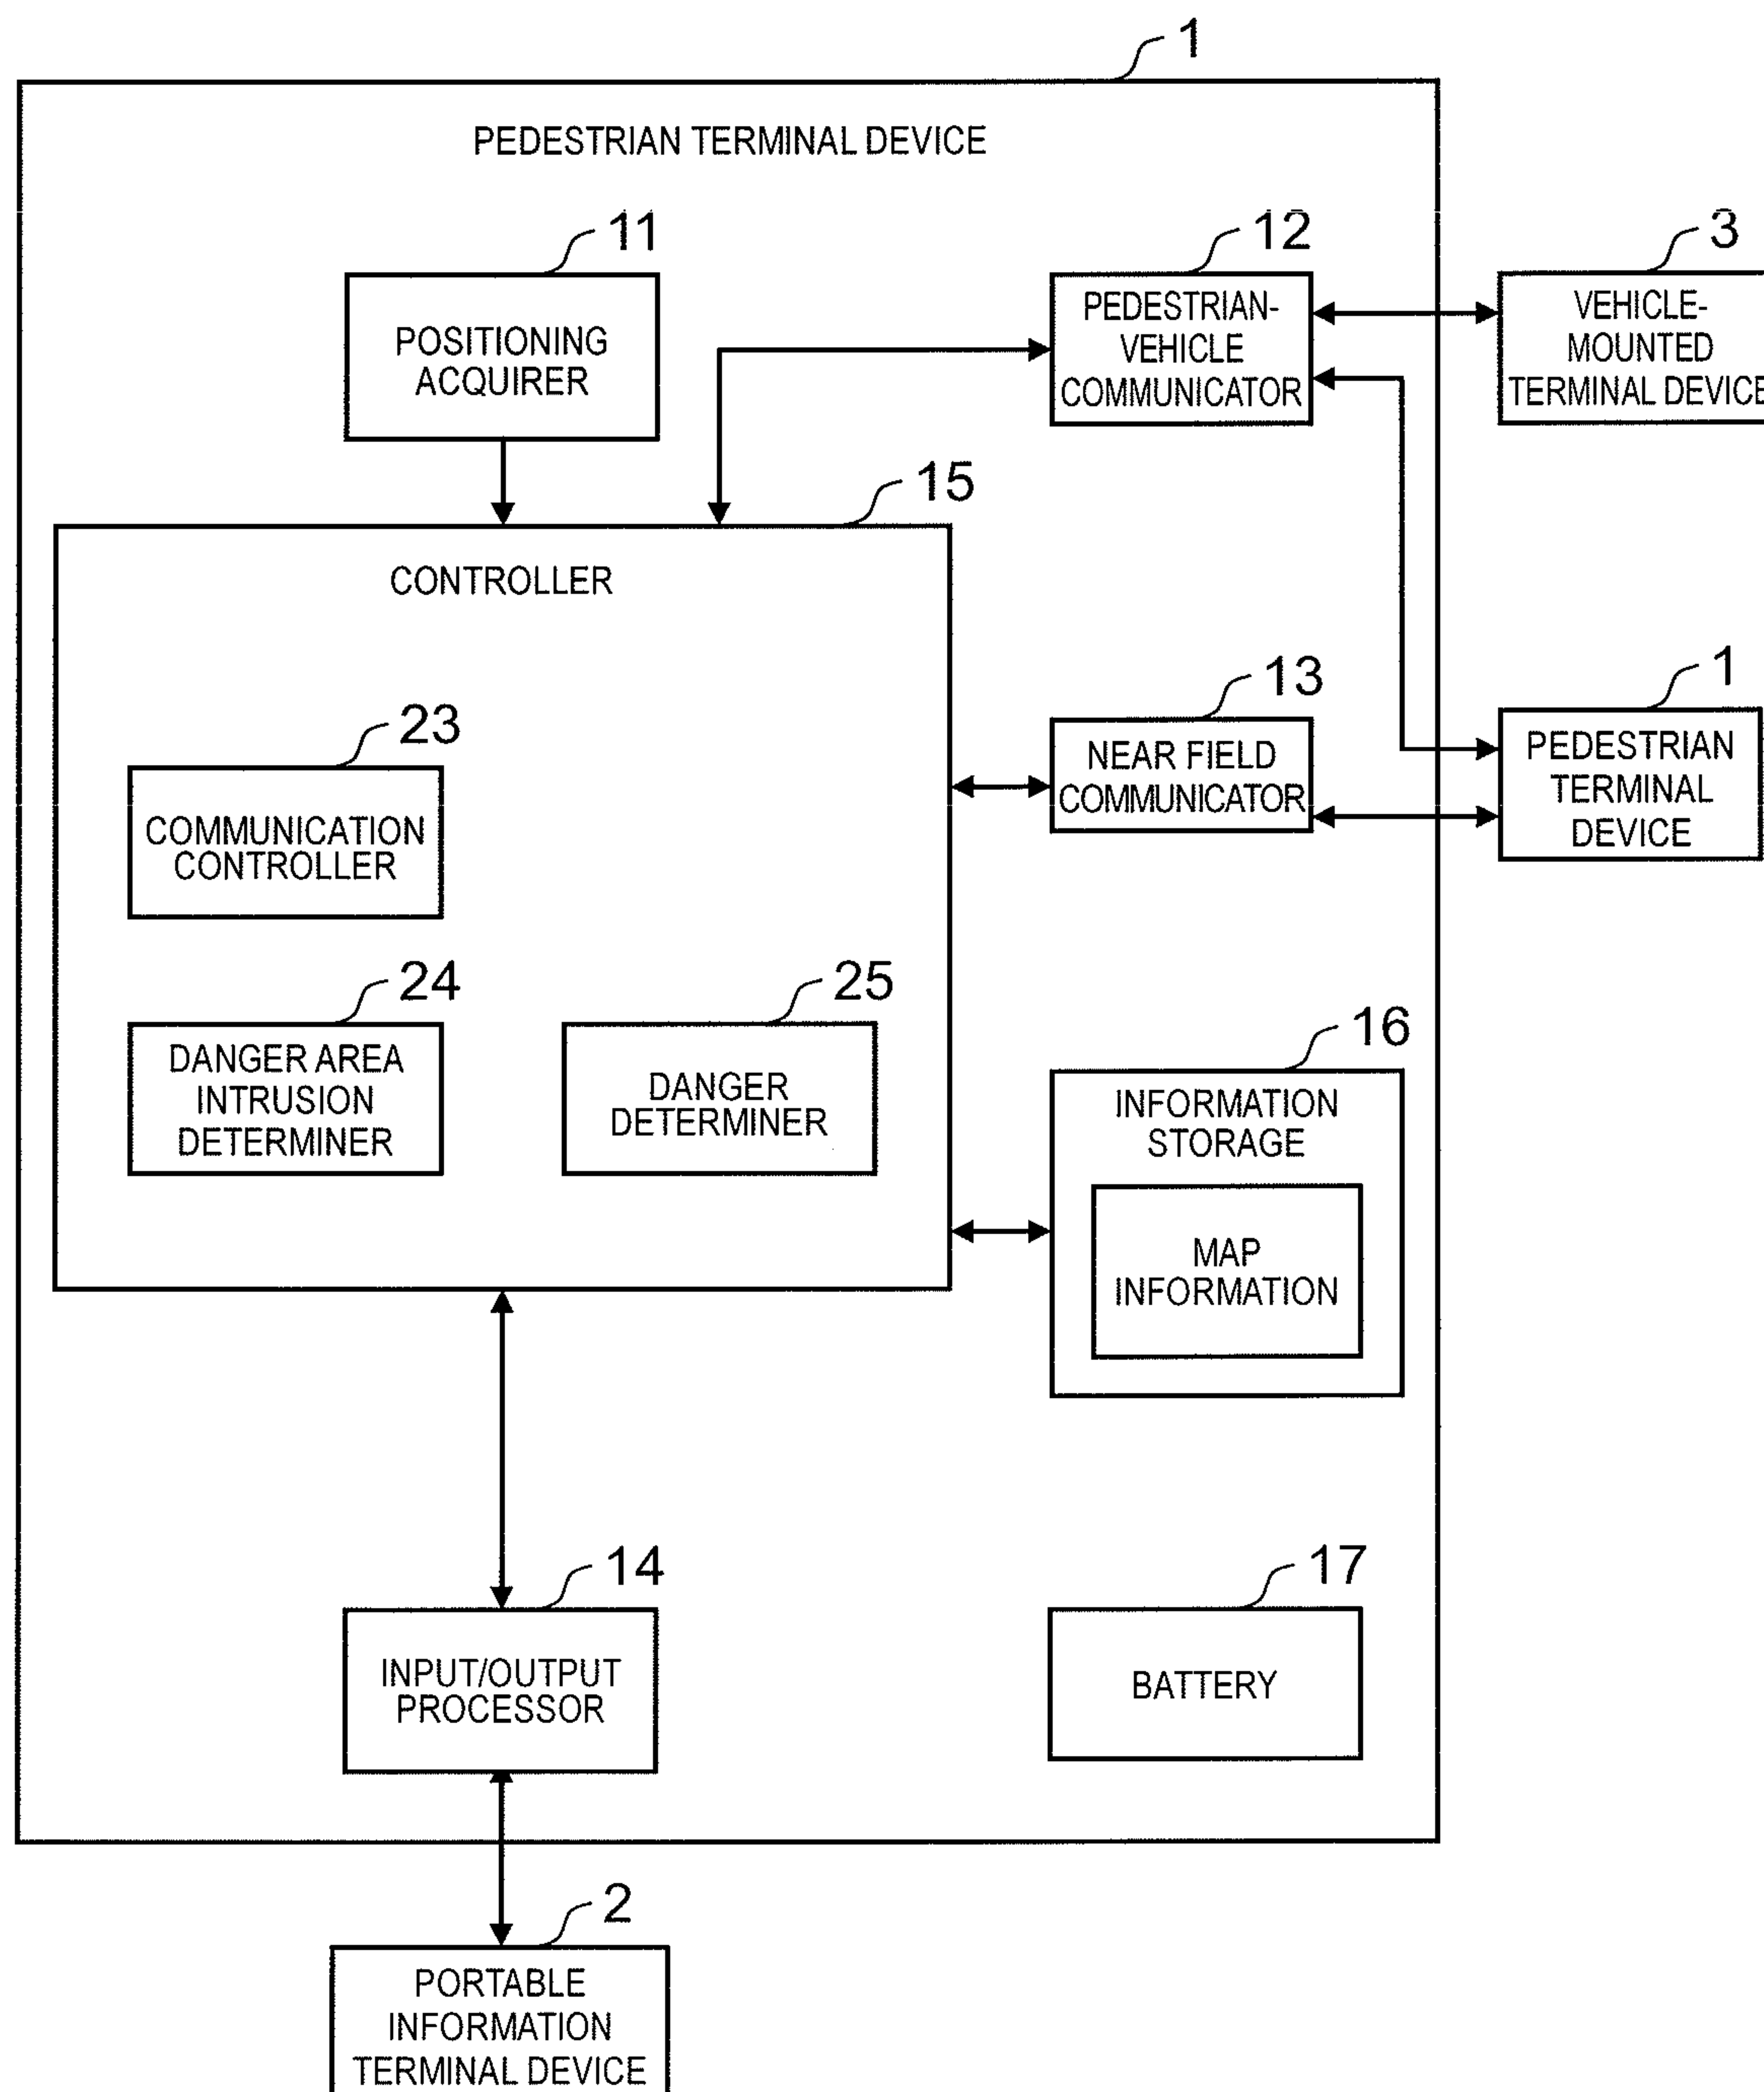 1
PEDESTRIAN TERMINAL DEVICE
11
POSITIONING
ACQUIRER
12
PEDESTRIAN-
VEHICLE
COMMUNICATOR
3
VEHICLE-
MOUNTED
TERMINAL DEVICE
15
CONTROLLER
13
NEAR FIELD
COMMUNICATOR
1
PEDESTRIAN
TERMINAL
DEVICE
23
COMMUNICATION
CONTROLLER
24
DANGER AREA
INTRUSION
DETERMINER
25
DANGER
DETERMINER
16
INFORMATION
STORAGE
MAP
INFORMATION
14
INPUT/OUTPUT
PROCESSOR
17
BATTERY
2
PORTABLE
INFORMATION
TERMINAL DEVICE